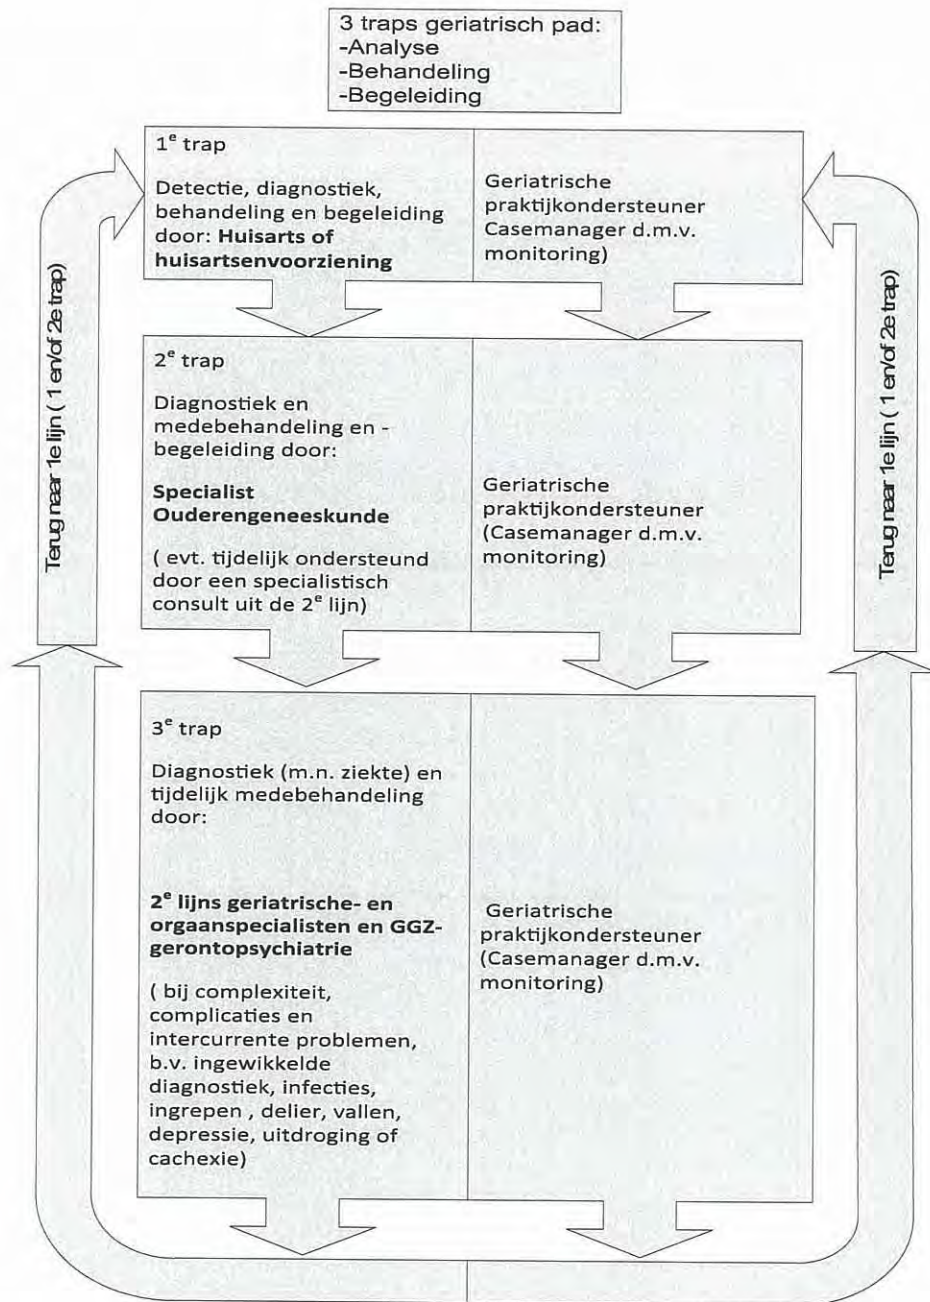 3 traps geriatrisch pad:
-Analyse
-Behandeling
-Begeleiding
1e trap
Detectie, diagnostiek,
behandeling en begeleiding
door: Huisarts of
huisartsenvoorziening
Geriatrische
praktijkondersteuner
Casemanager d.m.v.
monitoring)
2e trap
Diagnostiek en
medebehandeling en -
begeleiding door:
Specialist
Ouderengeneeskunde
( evt. tijdelijk ondersteund
door een specialistisch
consult uit de 2e lijn)
Geriatrische
praktijkondersteuner
(Casemanager d.m.v.
monitoring)
3e trap
Diagnostiek (m.n. ziekte) en
tijdelijk medebehandeling
door:
2e lijns geriatrische- en
orgaanspecialisten en GGZ-
gerontopsychiatrie
( bij complexiteit,
complicaties en
intercurrente problemen,
b.v. ingewikkelde
diagnostiek, infecties,
ingrepen , delier, vallen,
depressie, uitdroging of
cachexie)
Geriatrische
praktijkondersteuner
(Casemanager d.m.v.
monitoring)
Terug naar 1e lijn ( 1 en/of 2e trap)
Terug naar 1e lijn ( 1 en/of 2e trap)